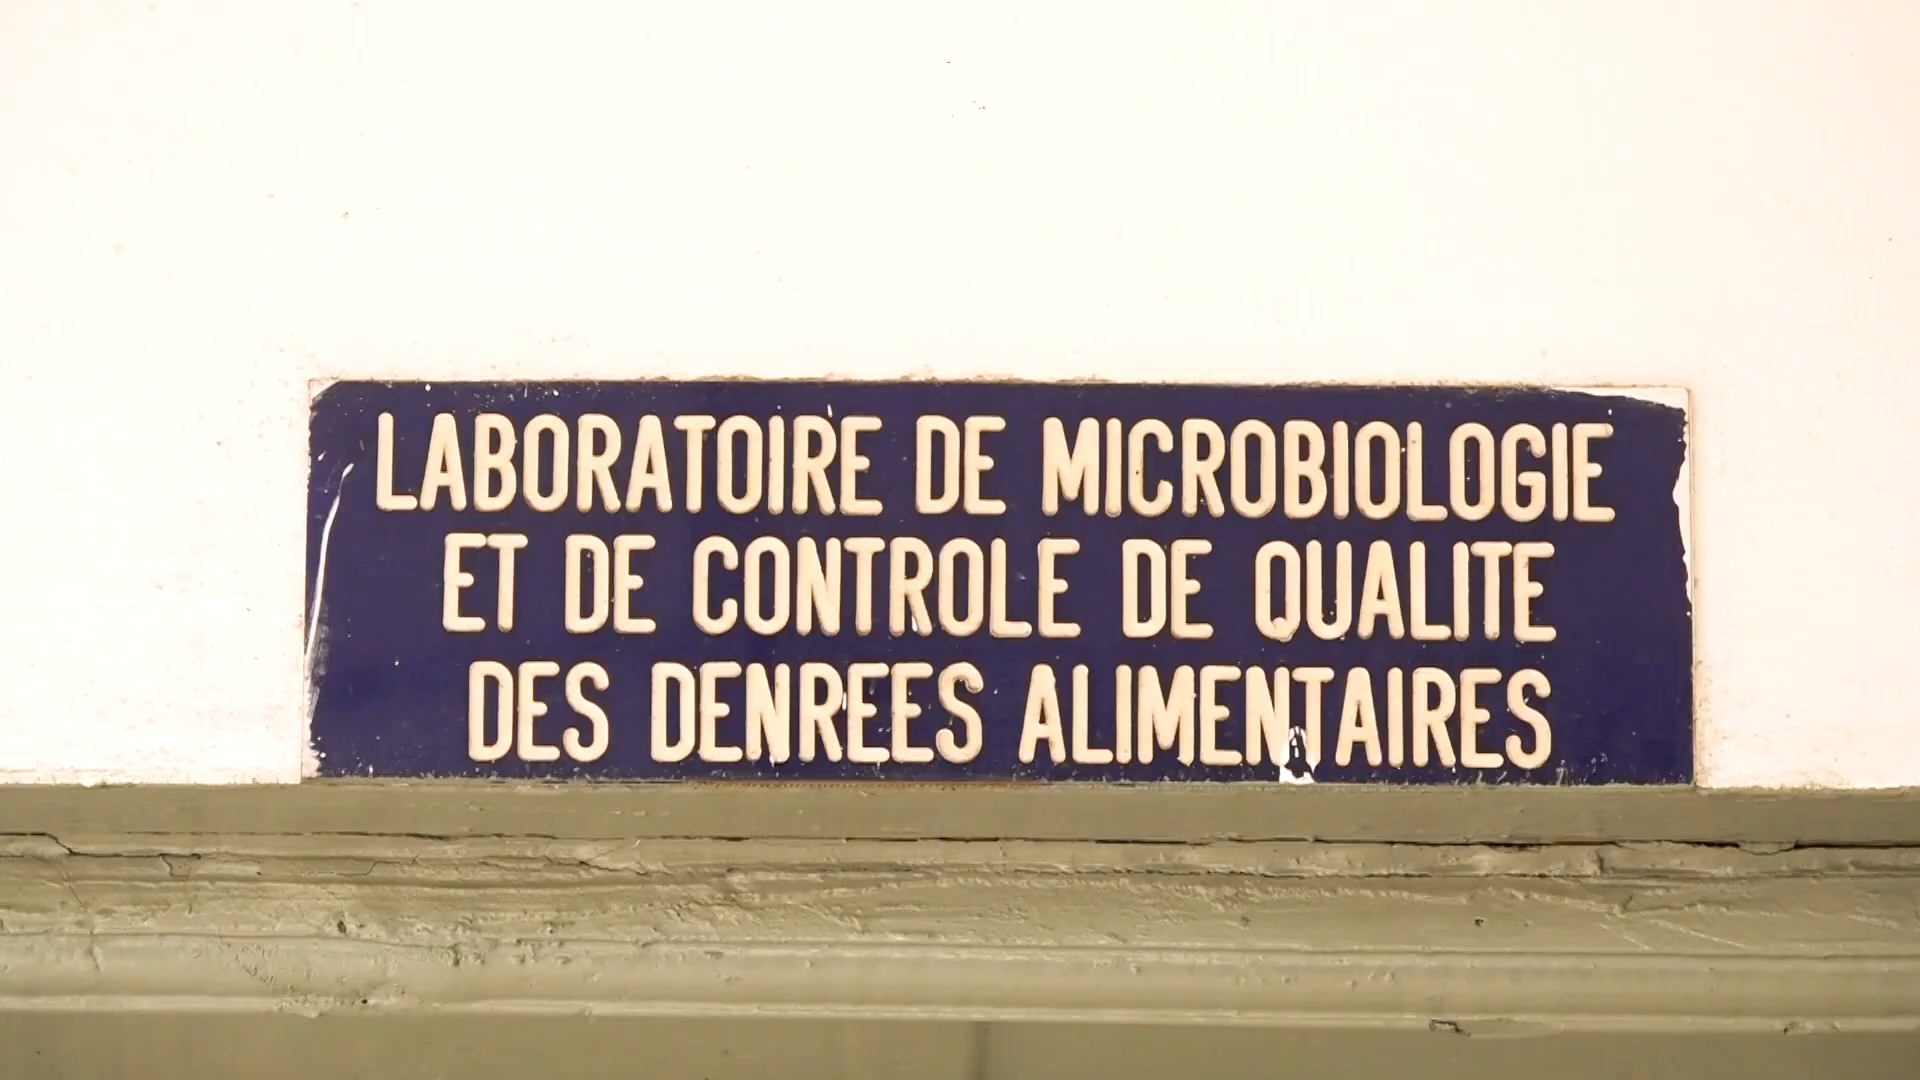 LABORATOIRE DE MICROBIOLOGIE
ET DE CONTROLE DE QUALITE
DES DENREES ALIMENTAIRES